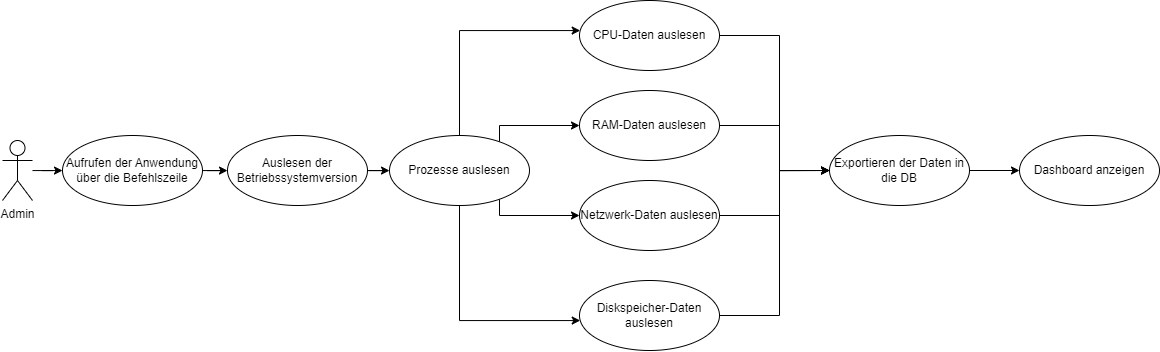 Admin
Aufrufen der Anwendung
über die Befehlszeile
Auslesen der
Betriebssystemversion
Prozesse auslesen
CPU-Daten auslesen
RAM-Daten auslesen
Netzwerk-Daten auslesen
Diskspeicher-Daten
auslesen
Exportieren der Daten in
die DB
Dashboard anzeigen